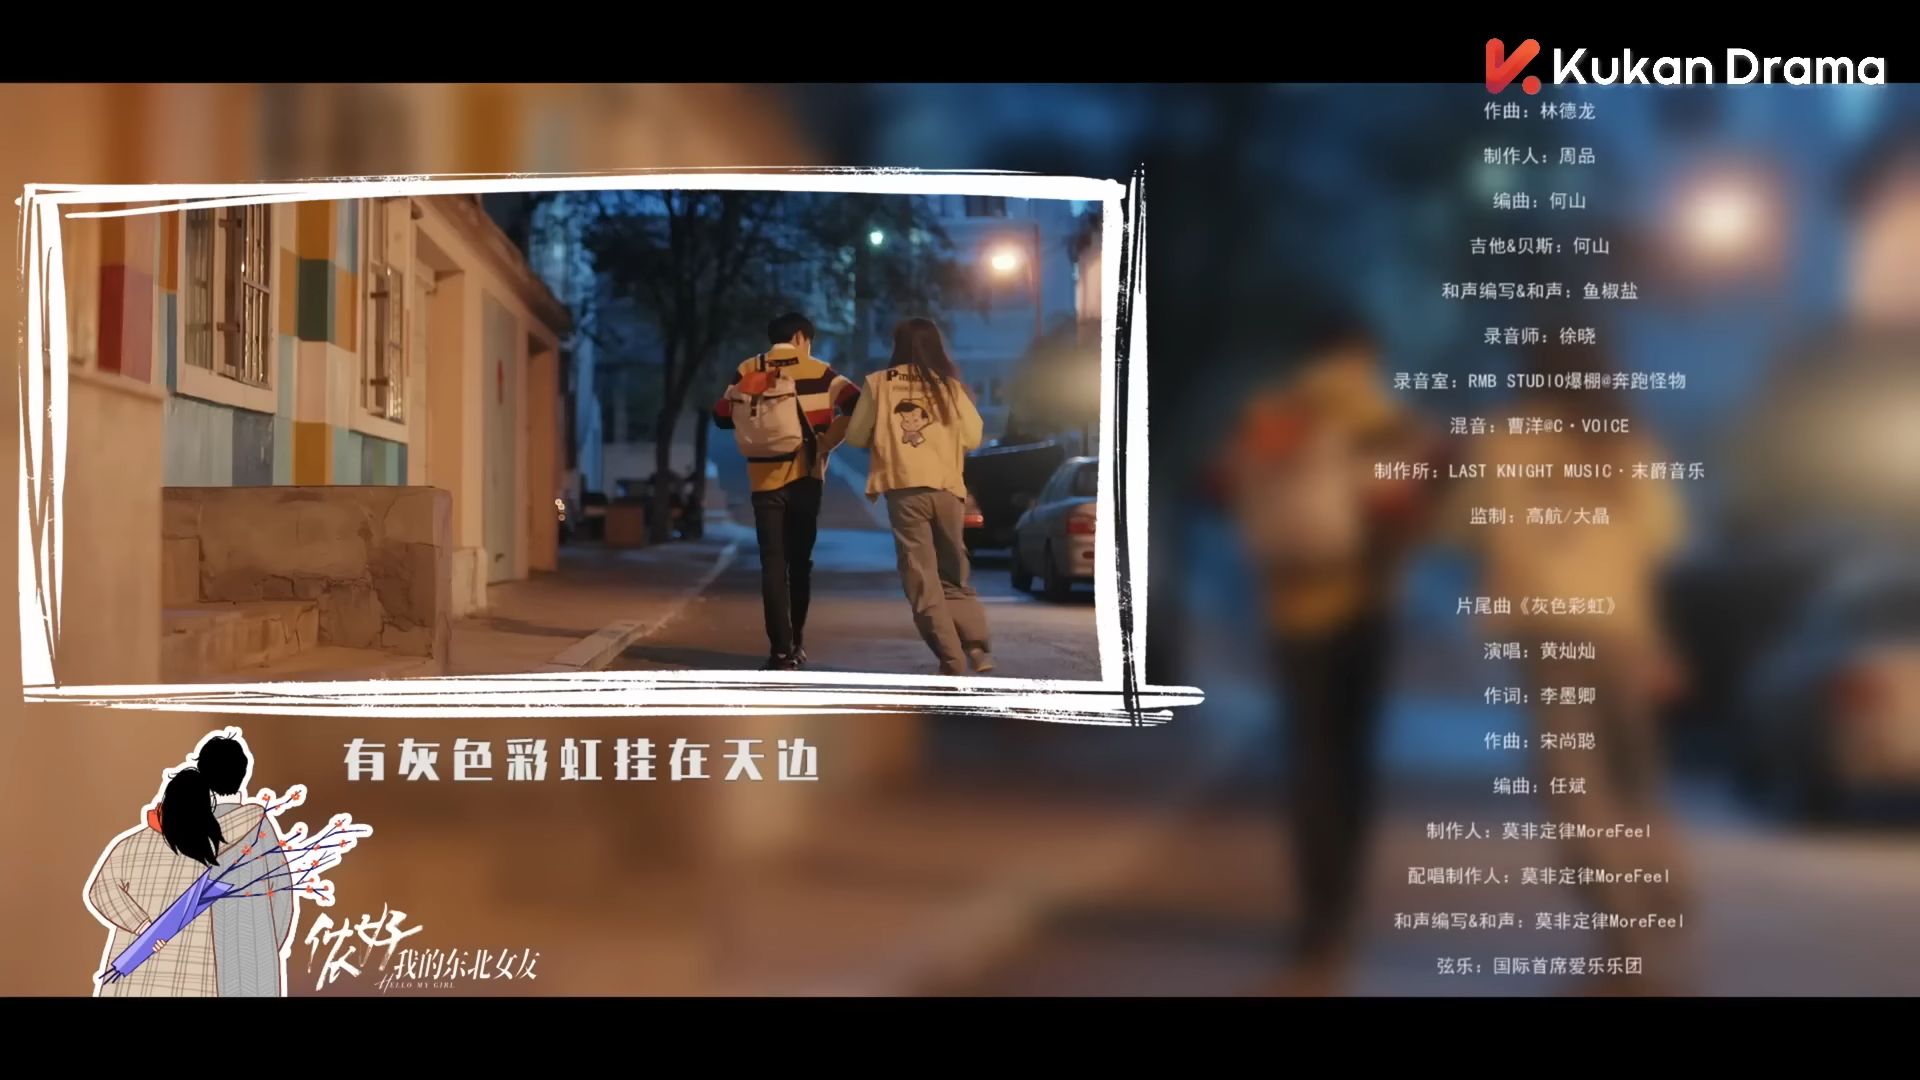 Kukan Drama
作曲：林德龙
制作人：周品
编曲：何山
吉他&贝斯：何山
和声编写&和声：鱼椒盐
录音师：徐晓
录音室：RMB STUDIO爆棚@奔跑怪物
混音：曹洋@C·VOICE
制作所：LAST KNIGHT MUSIC·末爵音乐
监制：高航/大晶
片尾曲《灰色彩虹》
演唱：黄灿灿
作词：李墨卿
作曲：宋尚聪
编曲：任斌
制作人：莫非定律MoreFeel
配唱制作人：莫非定律MoreFeel
和声编写&和声：莫非定律MoreFeel
弦乐：国际首席爱乐乐团
有灰色彩虹挂在天边
侬好
我的东北女友
HELLO MY GIRL